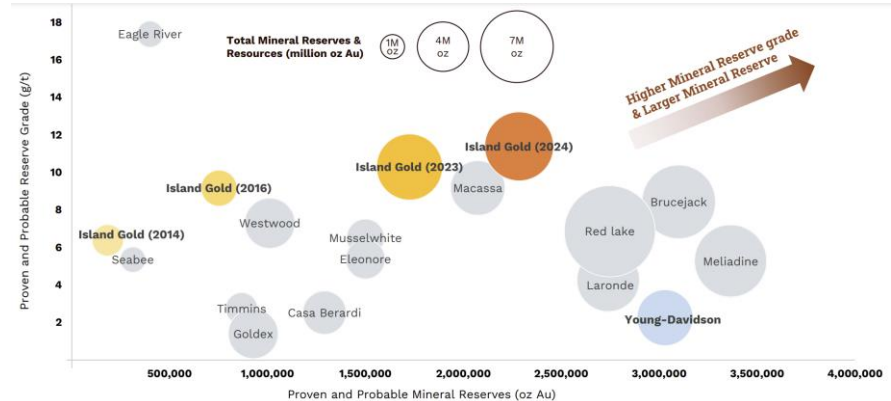 18
Eagle River
Total Mineral Reserves &
Resources (million oz Au)
1M
oz
4M
oz
7M
oz
16
Higher Mineral Reserve grade
& Larger Mineral Reserve
Proven and Probable Reserve Grade (g/t)
14
12
Island Gold (2024)
Island Gold (2023)
10
Island Gold (2016)
Macassa
Brucejack
8
Westwood
Musselwhite
Red lake
Island Gold (2014)
6
Seabee
Eleonore
Meliadine
4
Laronde
Timmins
Casa Berardi
Young-Davidson
2
Goldex
500,000
1,000,000
1,500,000
2,000,000
2,500,000
3,000,000
3,500,000
4,000,000
Proven and Probable Mineral Reserves (oz Au)